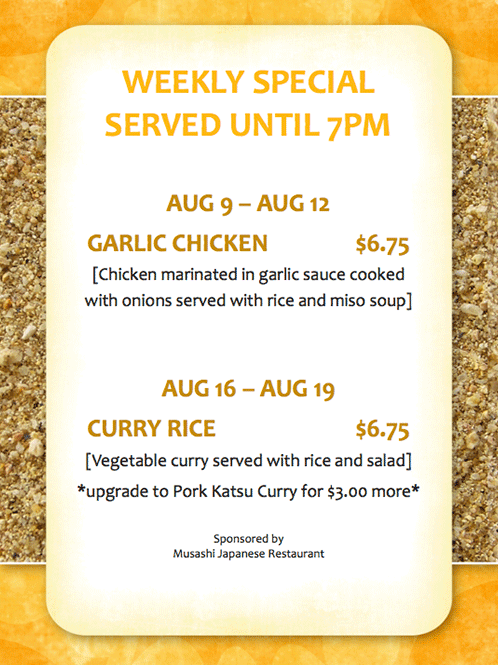 WEEKLY SPECIAL
SERVED UNTIL 7PM
AUG 9 – AUG 12
GARLIC CHICKEN $6.75
[Chicken marinated in garlic sauce cooked
with onions served with rice and miso soup]
AUG 16 – AUG 19
CURRY RICE $6.75
[Vegetable curry served with rice and salad]
*upgrade to Pork Katsu Curry for $3.00 more*
Sponsored by
Musashi Japanese Restaurant